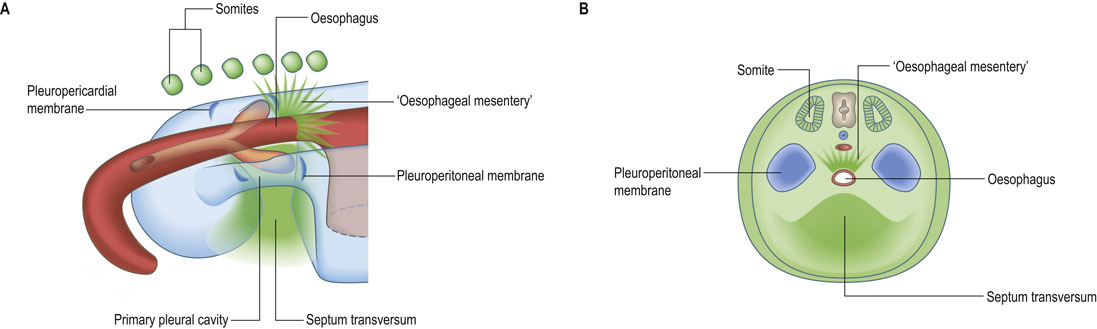 A
Somites
Oesophagus
Pleuropericardial
membrane
‘Oesophageal mesentery’
Pleuroperitoneal membrane
Primary pleural cavity
Septum transversum
B
Somite
‘Oesophageal mesentery’
Pleuroperitoneal
membrane
Oesophagus
Septum transversum